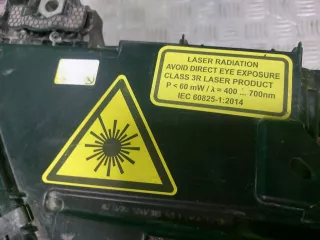 LASER RADIATION
AVOID DIRECT EYE EXPOSURE
CLASS 3R LASER PRODUCT
P < 60 mW / λ = 400 ... 700nm
IEC 60825-1:2014